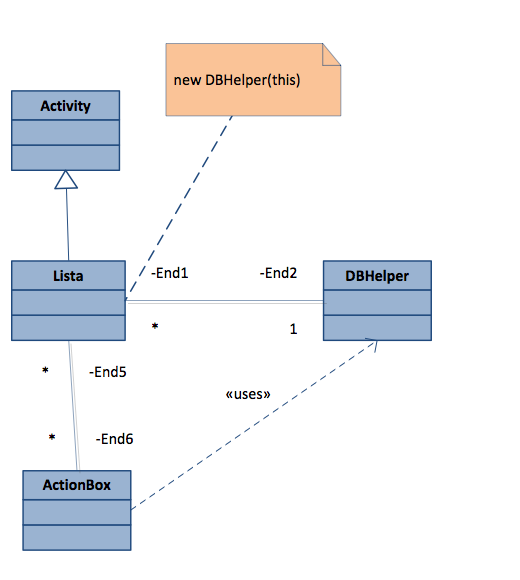 new DBHelper(this)
Activity
Lista
-End1
-End2
DBHelper
*
1
*
-End5
«uses»
*
-End6
ActionBox